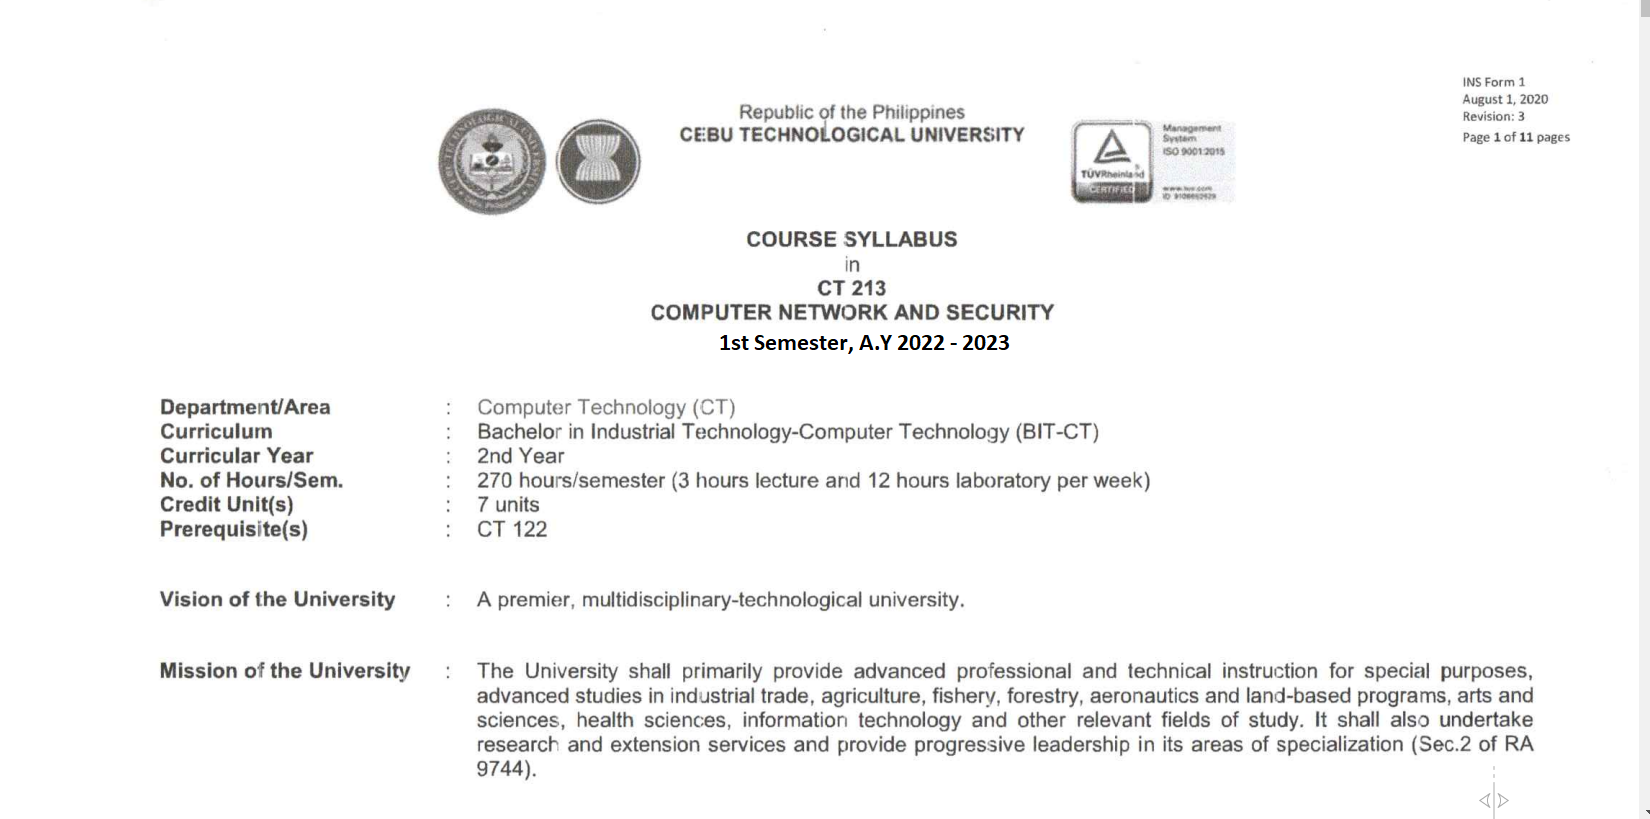 INS Form 1
August 1, 2020
Revision: 3
Page 1 of 11 pages
Republic of the Philippines
CEBU TECHNOLOGICAL UNIVERSITY
Management
System
ISO 9001:2015
TÜVRheinland
CERTIFIED
www.tuv.com
COURSE SYLLABUS
in
CT 213
COMPUTER NETWORK AND SECURITY
1st Semester, A.Y 2022 - 2023
Department/Area : Computer Technology (CT)
Curriculum : Bachelor in Industrial Technology-Computer Technology (BIT-CT)
Curricular Year : 2nd Year
No. of Hours/Sem. : 270 hours/semester (3 hours lecture and 12 hours laboratory per week)
Credit Unit(s) : 7 units
Prerequisite(s) : CT 122
Vision of the University : A premier, multidisciplinary-technological university.
Mission of the University : The University shall primarily provide advanced professional and technical instruction for special purposes,
advanced studies in industrial trade, agriculture, fishery, forestry, aeronautics and land-based programs, arts and
sciences, health sciences, information technology and other relevant fields of study. It shall also undertake
research and extension services and provide progressive leadership in its areas of specialization (Sec.2 of RA
9744).